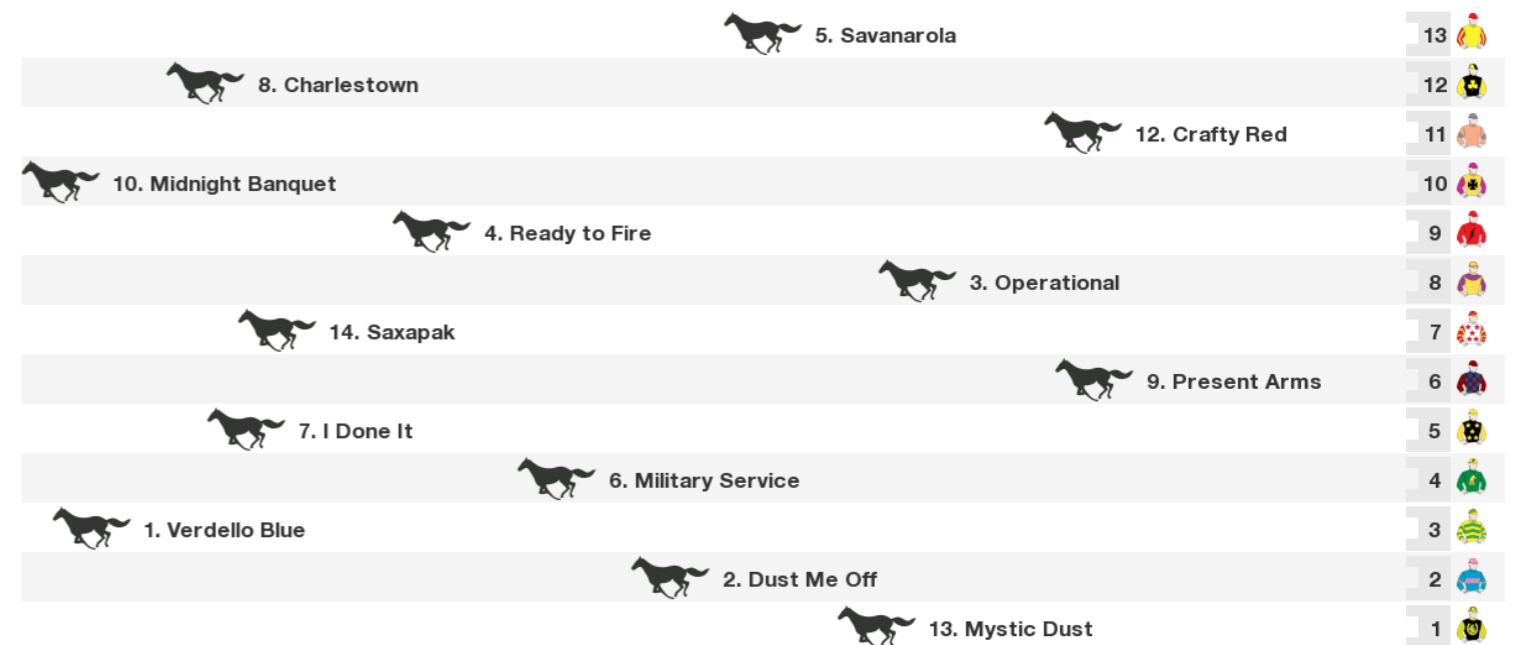 5. Savanarola 13
8. Charlestown 12
12. Crafty Red 11
10. Midnight Banquet 10
4. Ready to Fire 9
3. Operational 8
14. Saxapak 7
9. Present Arms 6
7. I Done It 5
6. Military Service 4
1. Verdello Blue 3
2. Dust Me Off 2
13. Mystic Dust 1